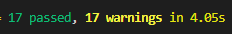 = 17 passed, 17 warnings in 4.05s